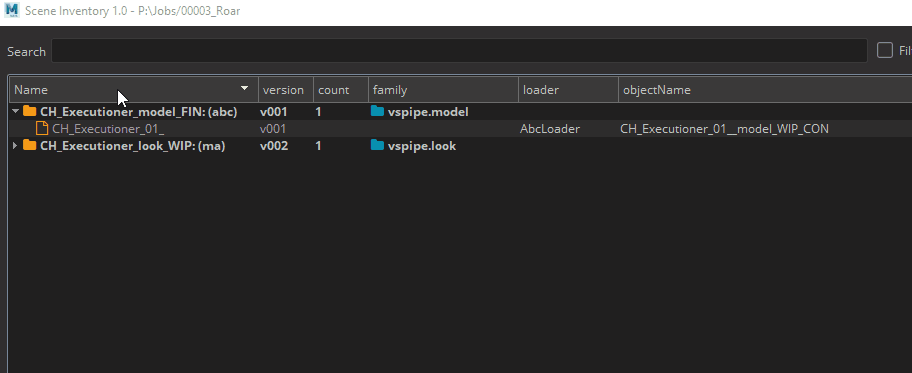 Scene Inventory 1.0 - P:\Jobs/00003_Roar
Search
Filt
Name version count family loader objectName
CH_Executioner_model_FIN: (abc) v001 1 vspipe.model
CH_Executioner_01_ v001 AbcLoader CH_Executioner_01__model_WIP_CON
CH_Executioner_look_WIP: (ma) v002 1 vspipe.look